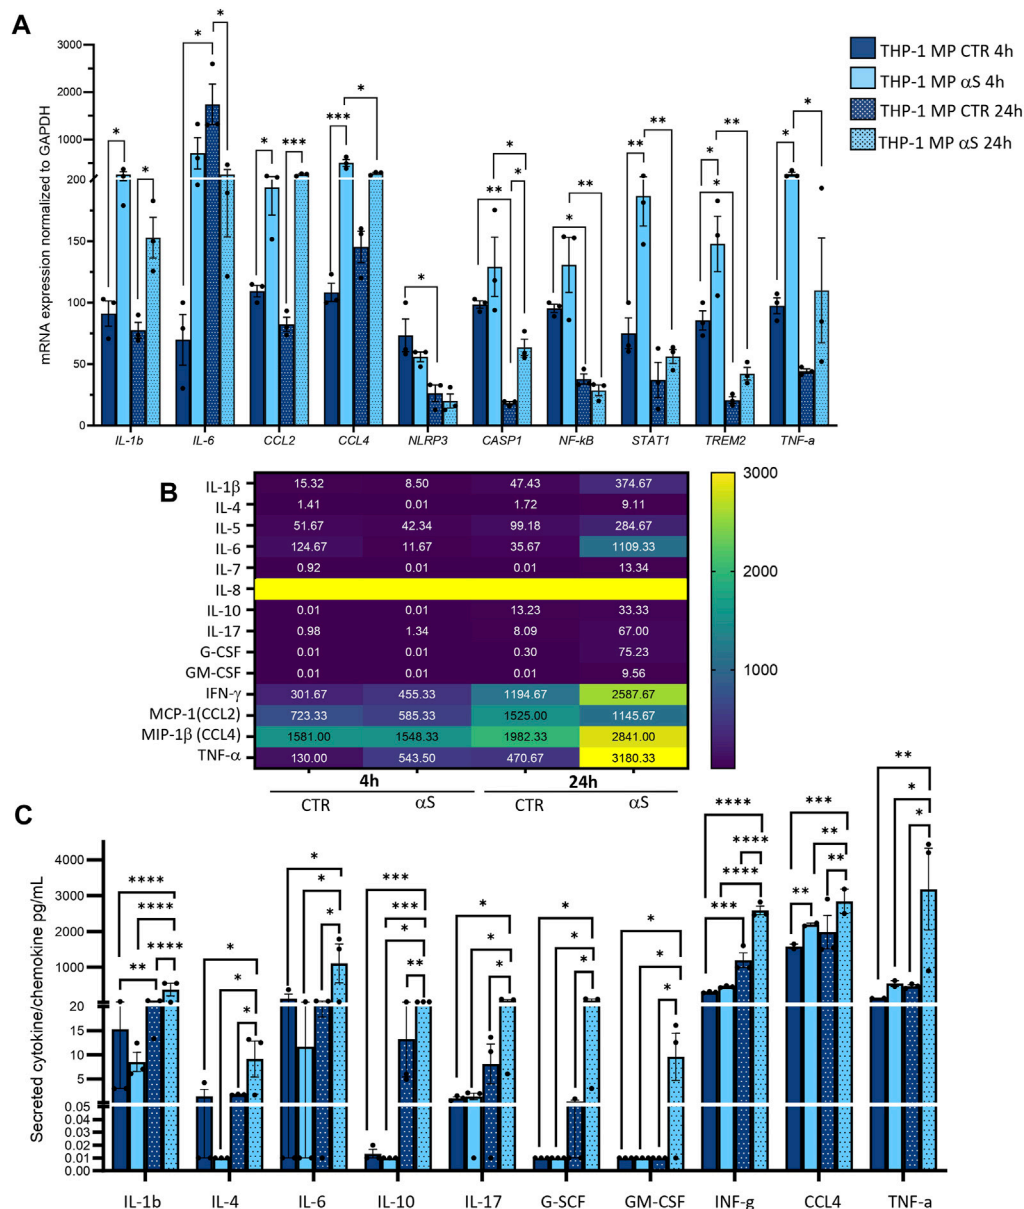 A
mRNA expression normalized to GAPDH
3000
2000
1000
200
150
100
50
0
* * * * *** *** * * ** * * * ** ** ** * * ** * *
IL-1b IL-6 CCL2 CCL4 NLRP3 CASP1 NF-kB STAT1 TREM2 TNF-a
THP-1 MP CTR 4h
THP-1 MP αS 4h
THP-1 MP CTR 24h
THP-1 MP αS 24h
B
IL-1β 15.32 8.50 47.43 374.67
IL-4 1.41 0.01 1.72 9.11
IL-5 51.67 42.34 99.18 284.67
IL-6 124.67 11.67 35.67 1109.33
IL-7 0.92 0.01 0.01 13.34
IL-8
IL-10 0.01 0.01 13.23 33.33
IL-17 0.98 1.34 8.09 67.00
G-CSF 0.01 0.01 0.30 75.23
GM-CSF 0.01 0.01 0.01 9.56
IFN-γ 301.67 455.33 1194.67 2587.67
MCP-1(CCL2) 723.33 585.33 1525.00 1145.67
MIP-1β (CCL4) 1581.00 1548.33 1982.33 2841.00
TNF-α 130.00 543.50 470.67 3180.33
4h 24h
CTR αS CTR αS
3000
2000
1000
C
Secreted cytokine/chemokine pg/mL
4000
3000
2000
1000
20
15
10
5
0.05
0.04
0.03
0.02
0.01
0.00
**** **** **** ** * * * * * * *** *** * ** * * * * * * * * * **** **** **** *** *** ** ** ** ** * *
IL-1b IL-4 IL-6 IL-10 IL-17 G-SCF GM-CSF INF-g CCL4 TNF-a